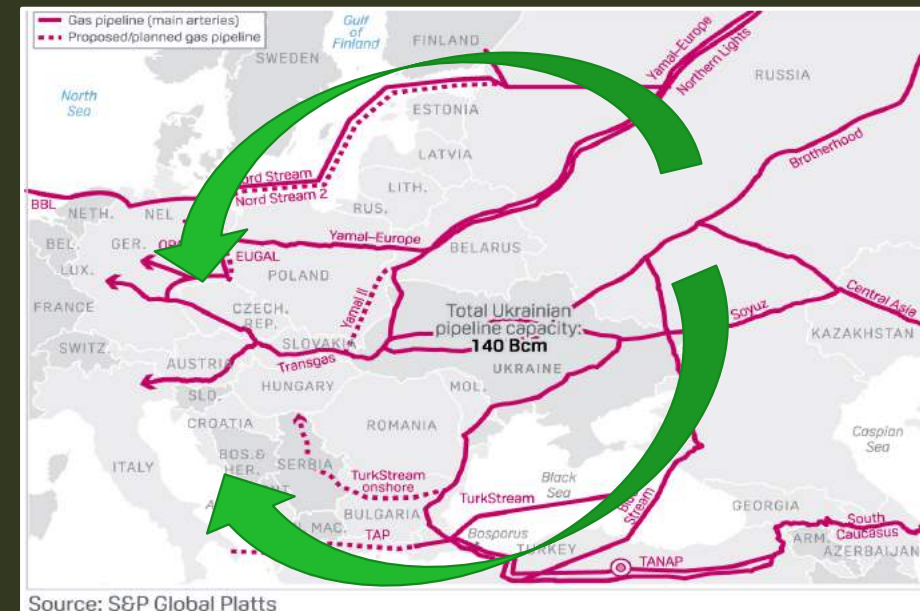 Gas pipeline (main arteries)
Proposed/planned gas pipeline
Gulf
of
Finland
FINLAND
SWEDEN
RUSSIA
North
Sea
Yamal–Europe
Northern Lights
ESTONIA
Brotherhood
LATVIA
Nord Stream
LITH.
Nord Stream 2
RUS.
BBL
NETH.
NEL
Yamal–Europe
BELARUS
BEL.
GER.
EUGAL
POLAND
LUX.
Yamal II
Central Asia
FRANCE
CZECH.
REP.
Total Ukrainian
pipeline capacity:
140 Bcm
Soyuz
KAZAKHSTAN
SWITZ.
SLOVAKIA
UKRAINE
AUSTRIA
Transgas
HUNGARY
MOL.
SLO.
CROATIA
ROMANIA
Caspian
Sea
ITALY
BOS.&
HER.
SERBIA
TurkStream
onshore
Black
Sea
TurkStream
Stream
BULGARIA
GEORGIA
MAC.
TAP
Bosporus
South
Caucasus
TURKEY
TANAP
ARM.
AZERBAIJAN
Source: S&P Global Platts